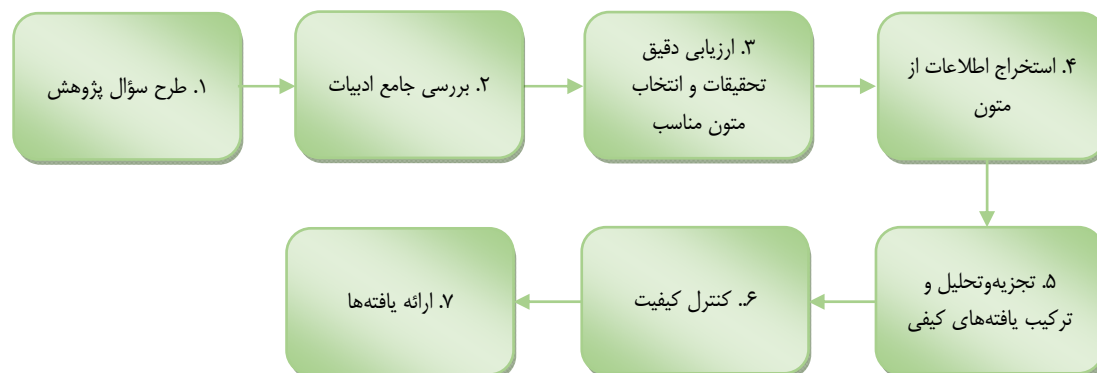 ۱. طرح سؤال پژوهش
۲. بررسی جامع ادبیات
۳. ارزیابی دقیق
تحقیقات و انتخاب
متون مناسب
۴. استخراج اطلاعات از
متون
۵. تجزیه‌وتحلیل و
ترکیب یافته‌های کیفی
۶.. کنترل کیفیت
۷. ارائه یافته‌ها